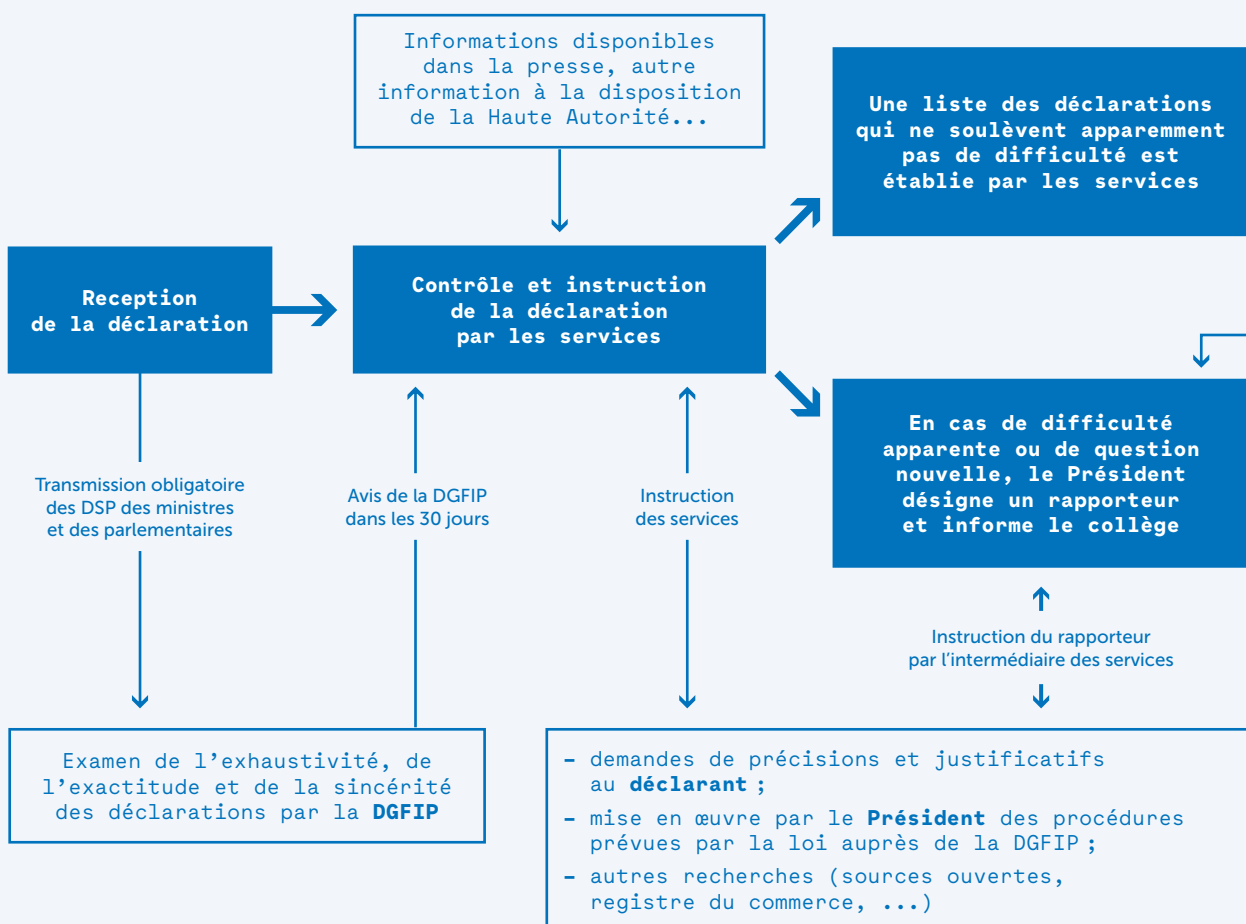 Informations disponibles
dans la presse, autre
information à la disposition
de la Haute Autorité...
Une liste des déclarations
qui ne soulèvent apparemment
pas de difficulté est
établie par les services
Reception
de la déclaration
Contrôle et instruction
de la déclaration
par les services
En cas de difficulté
apparente ou de question
nouvelle, le Président
désigne un rapporteur
et informe le collège
Transmission obligatoire
des DSP des ministres
et des parlementaires
Avis de la DGFIP
dans les 30 jours
Instruction
des services
Instruction du rapporteur
par l'intermédiaire des services
Examen de l'exhaustivité, de
l'exactitude et de la sincérité
des déclarations par la DGFIP
– demandes de précisions et justificatifs
au déclarant ;
– mise en œuvre par le Président des procédures
prévues par la loi auprès de la DGFIP ;
– autres recherches (sources ouvertes,
registre du commerce, ...)